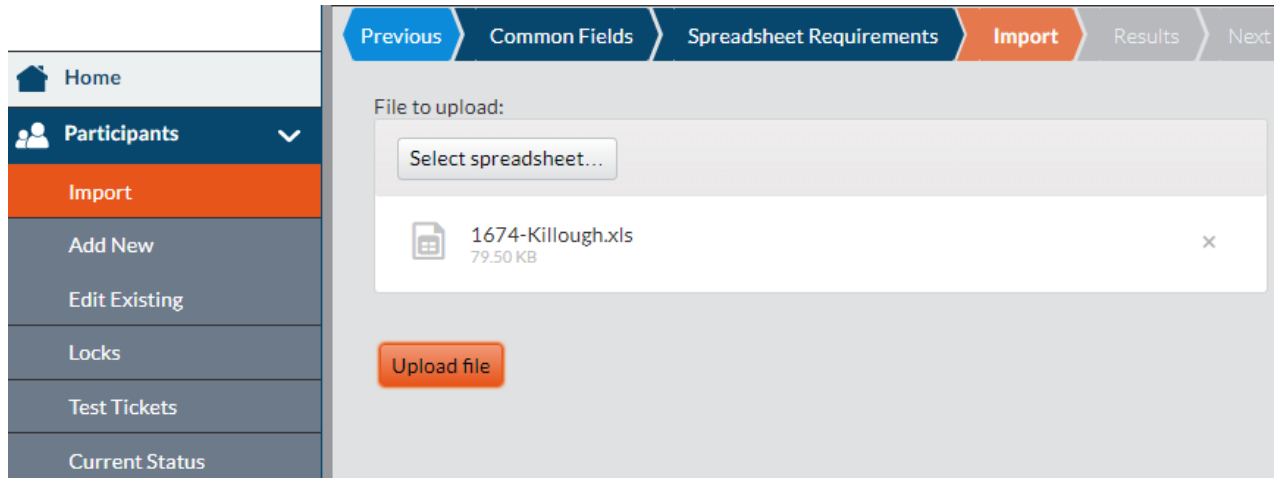 Previous
Common Fields
Spreadsheet Requirements
Import
Results
Next
Home
Participants
Import
Add New
Edit Existing
Locks
Test Tickets
Current Status
File to upload:
Select spreadsheet...
1674-Killough.xls
79.50 KB
Upload file